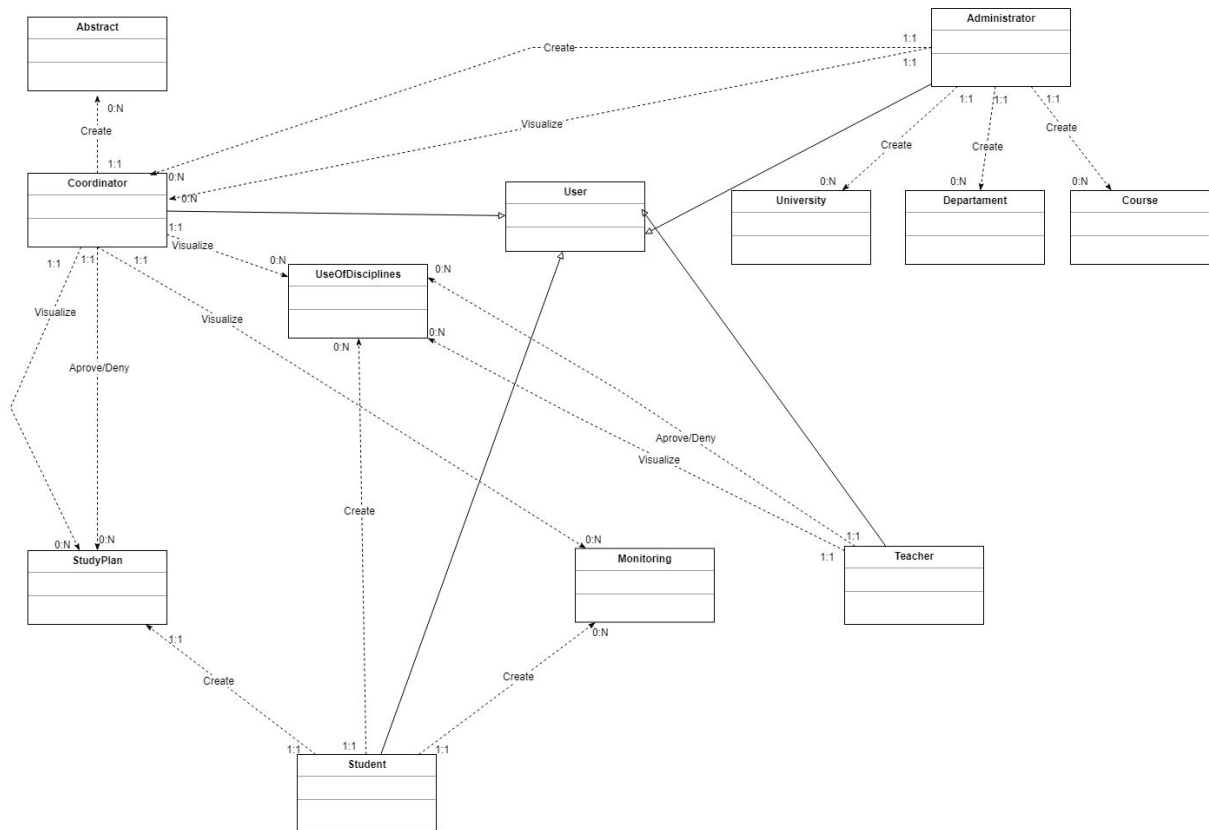 Abstract
Administrator
1:1
Create
1:1
0:N
Visualize
1:1
1:1
1:1
Create
Create
Create
1:1
Coordinator
0:N
0:N
User
0:N
0:N
0:N
University
Departament
Course
1:1
Visualize
0:N
UseOfDisciplines
0:N
1:1
1:1
1:1
Visualize
Visualize
0:N
0:N
Aprove/Deny
Aprove/Deny
Visualize
Create
0:N
0:N
0:N
1:1
1:1
StudyPlan
Monitoring
Teacher
1:1
0:N
Create
Create
1:1
1:1
1:1
Student